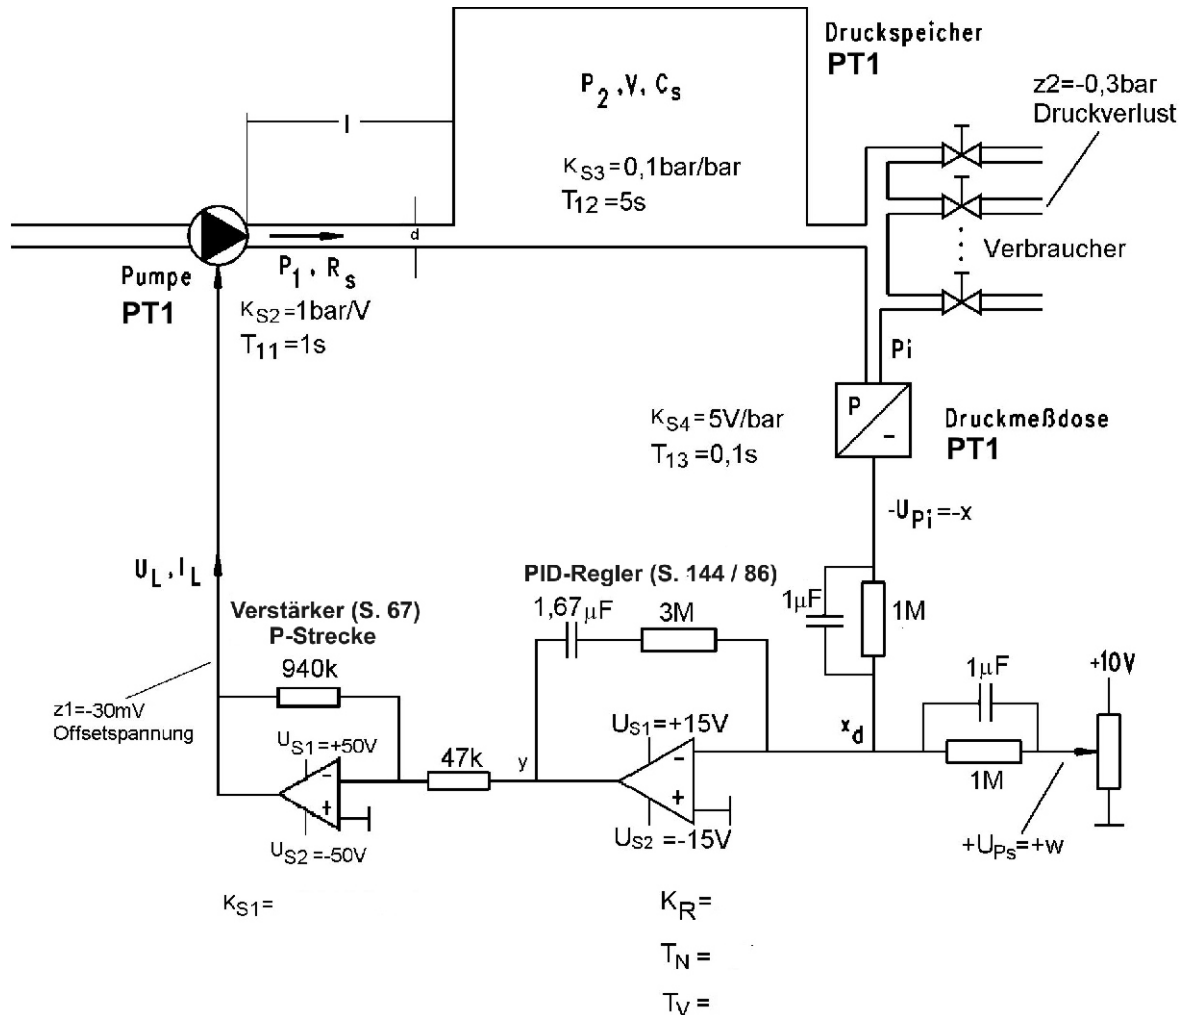 Druckspeicher
PT1
P2 ,V, Cs
z2=-0,3bar
Druckverlust
l
KS3=0,1bar/bar
T12=5s
d
Verbraucher
Pumpe
PT1
P1 , Rs
KS2=1bar/V
T11=1s
Pi
P
–
KS4=5V/bar
T13=0,1s
Druckmeßdose
PT1
-UPi=-x
UL,IL
PID-Regler (S. 144 / 86)
Verstärker (S. 67)
P-Strecke
1,67µF
3M
1µF
1M
940k
1µF
+10V
z1=-30mV
Offsetspannung
US1=+50V
US1=+15V
xd
47k
y
-
+
-
+
1M
US2=-50V
US2=-15V
+UPs=+w
KS1=
KR=
TN =
TV =